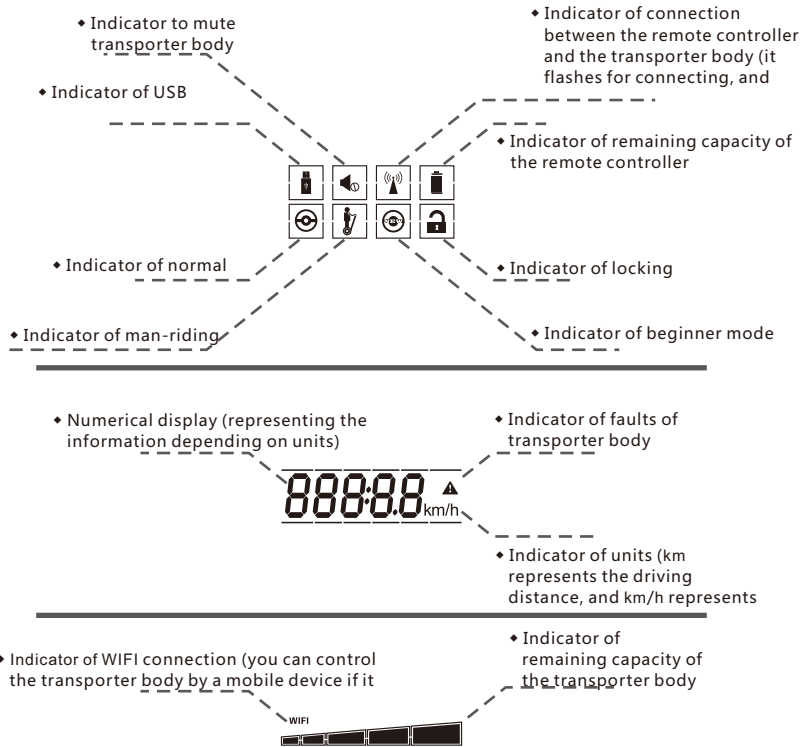 ◆ Indicator to mute
transporter body
◆ Indicator of connection
between the remote controller
and the transporter body (it
flashes for connecting, and
◆ Indicator of USB
◆ Indicator of remaining capacity of
the remote controller
◆ Indicator of normal
◆ Indicator of locking
◆ Indicator of man-riding
◆ Indicator of beginner mode
◆ Numerical display (representing the
information depending on units)
◆ Indicator of faults of
transporter body
888:8.8 km/h
◆ Indicator of units (km
represents the driving
distance, and km/h represents
◆ Indicator of WIFI connection (you can control
the transporter body by a mobile device if it
◆ Indicator of
remaining capacity of
the transporter body
WIFI